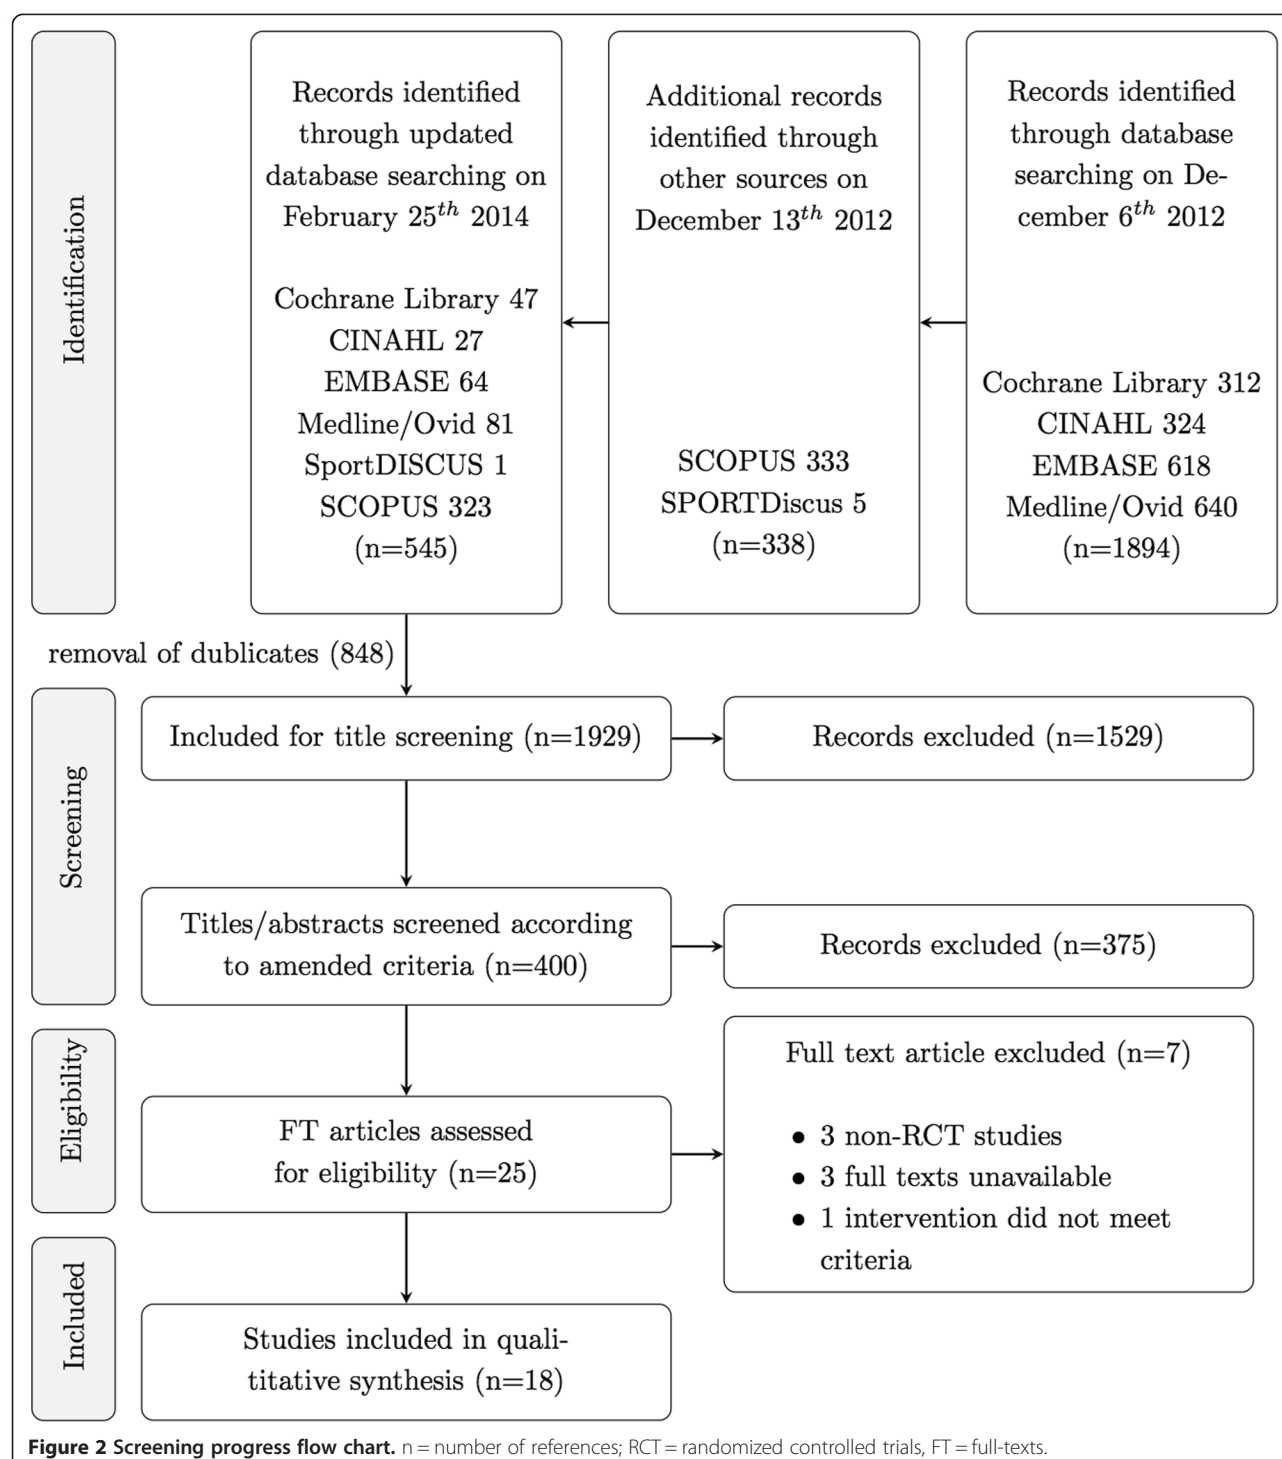 Identification
Records identified
through updated
database searching on
February 25th 2014
Cochrane Library 47
CINAHL 27
EMBASE 64
Medline/Ovid 81
SportDISCUS 1
SCOPUS 323
(n=545)
Additional records
identified through
other sources on
December 13th 2012
SCOPUS 333
SPORTDiscus 5
(n=338)
Records identified
through database
searching on De-
cember 6th 2012
Cochrane Library 312
CINAHL 324
EMBASE 618
Medline/Ovid 640
(n=1894)
removal of dublicates (848)
Screening
Included for title screening (n=1929)
Records excluded (n=1529)
Titles/abstracts screened according
to amended criteria (n=400)
Records excluded (n=375)
Eligibility
FT articles assessed
for eligibility (n=25)
Full text article excluded (n=7)
• 3 non-RCT studies
• 3 full texts unavailable
• 1 intervention did not meet
criteria
Included
Studies included in quali-
titative synthesis (n=18)
Figure 2 Screening progress flow chart. n = number of references; RCT = randomized controlled trials, FT = full-texts.